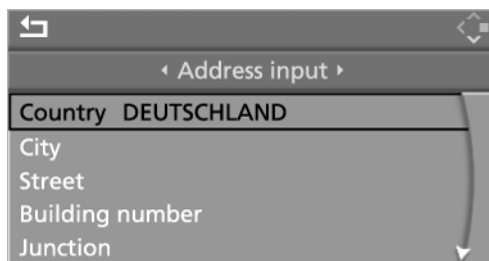 Address input
Country DEUTSCHLAND
City
Street
Building number
Junction